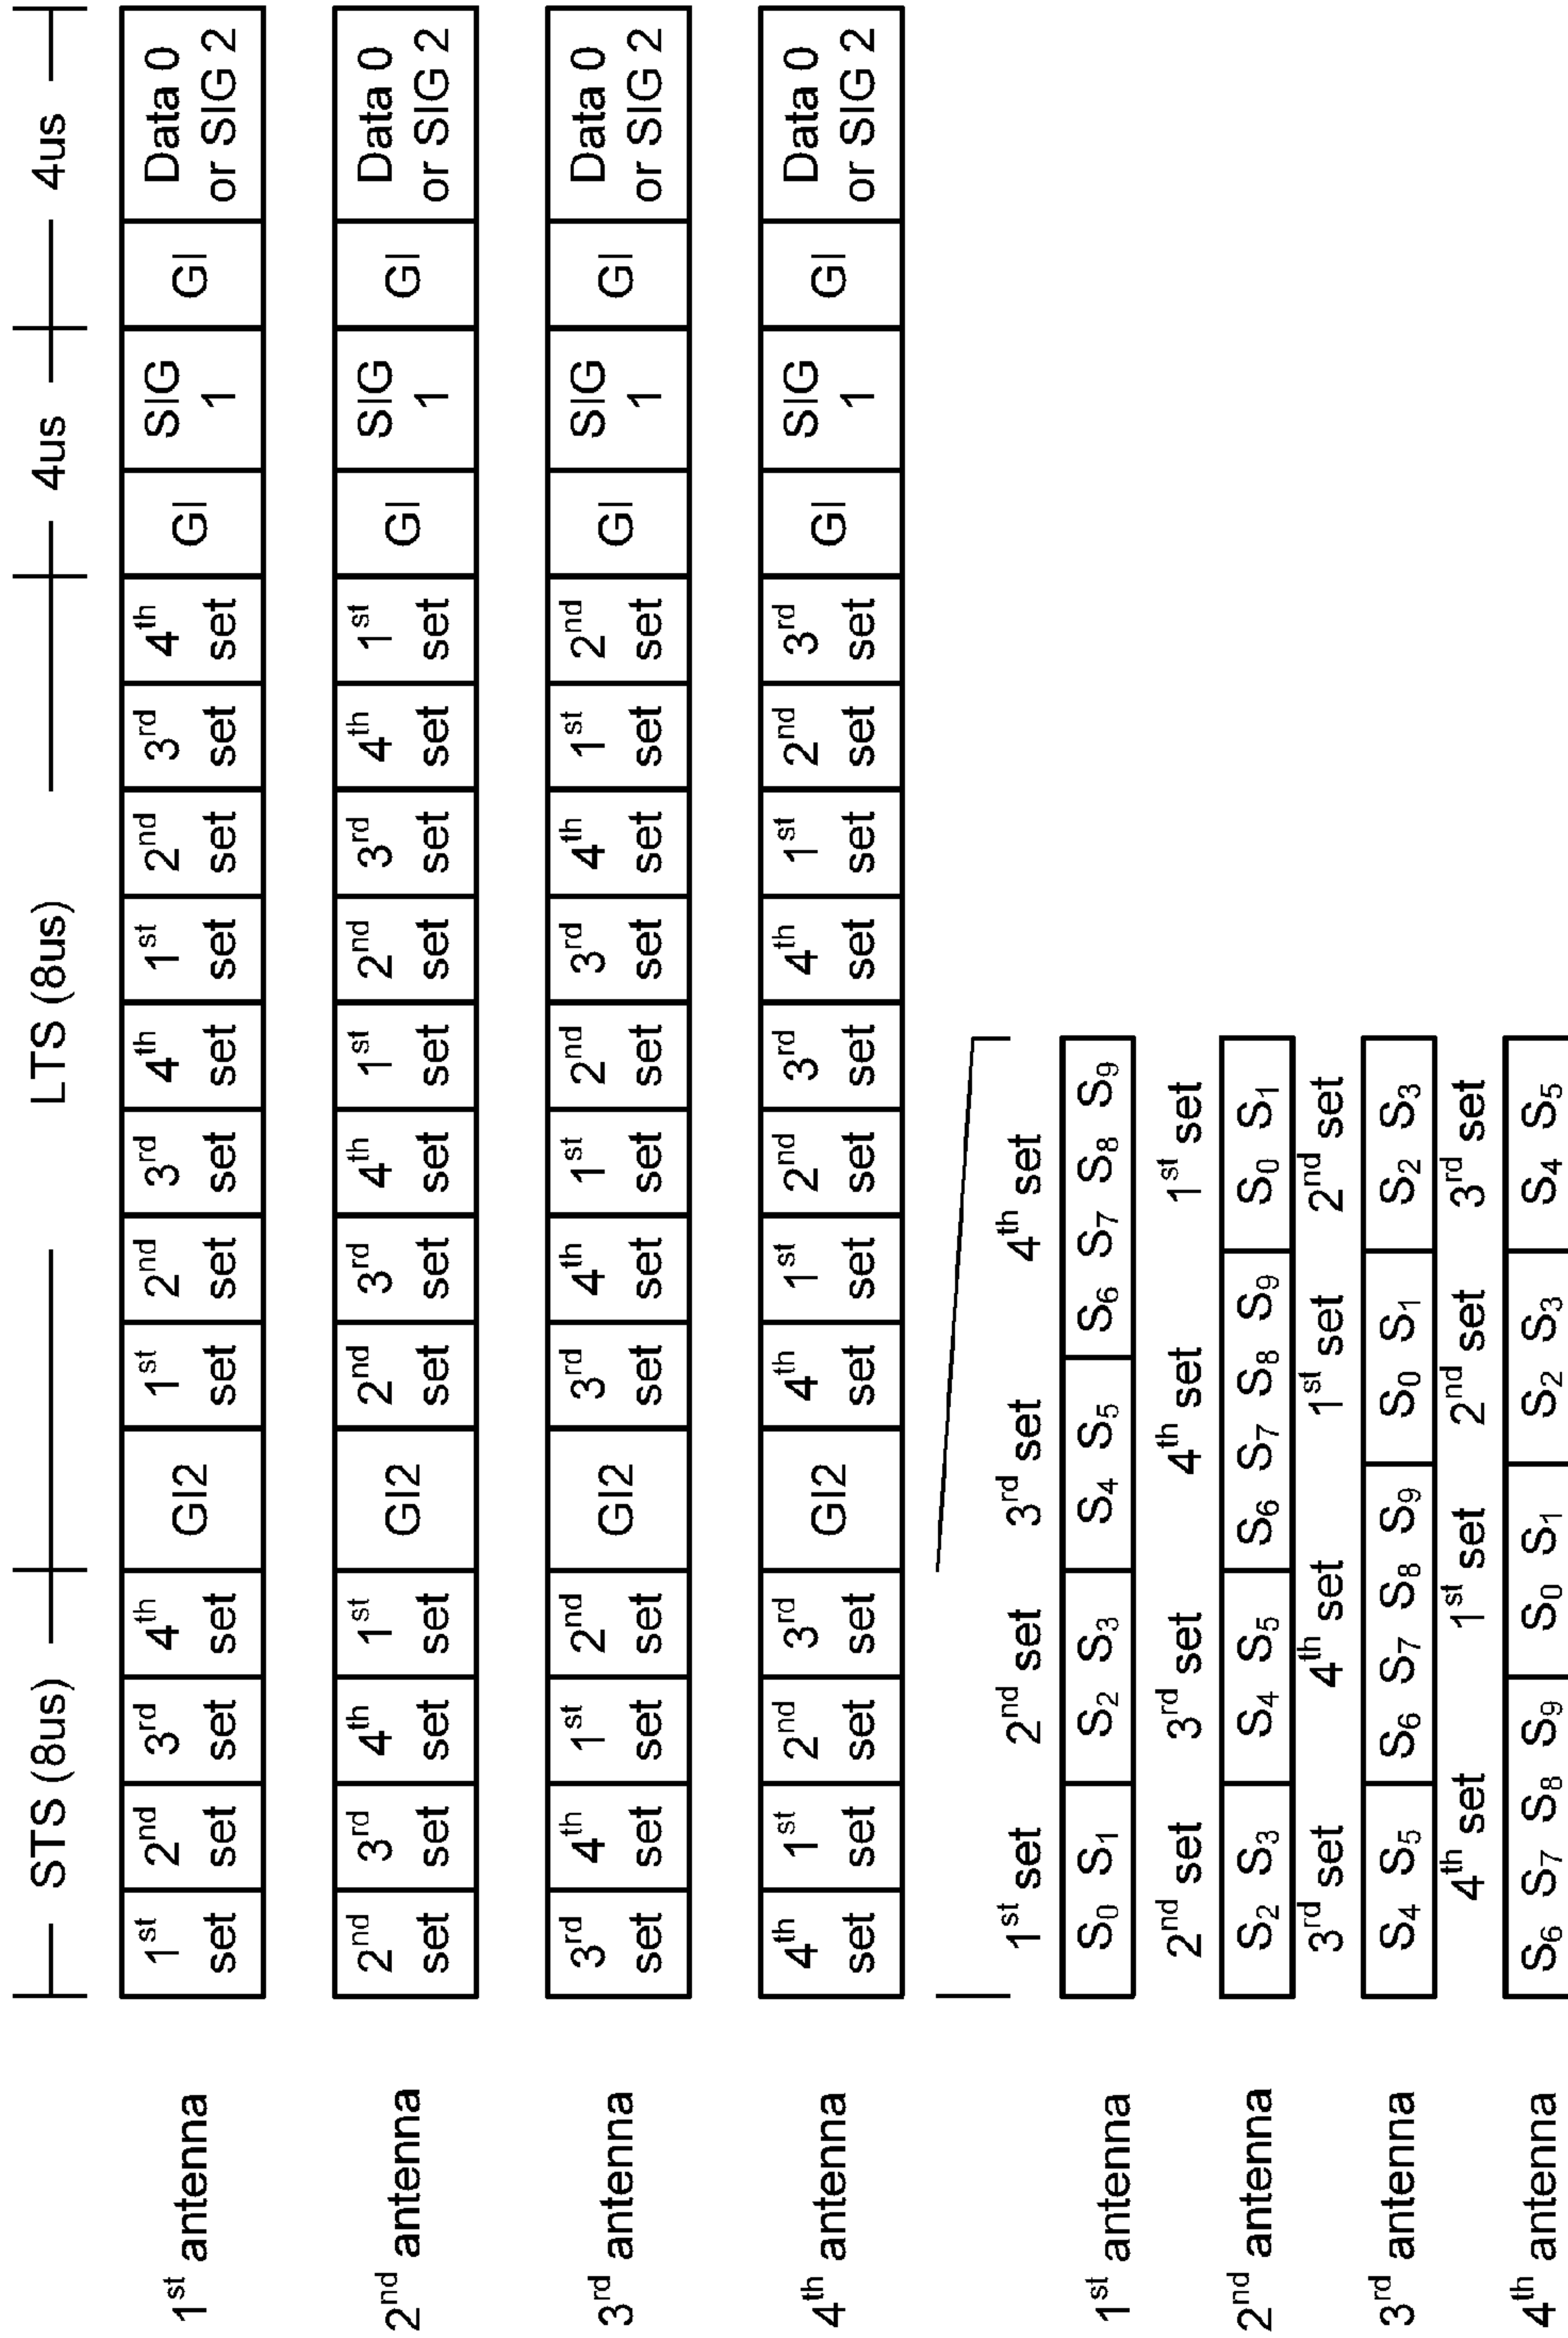 STS (8us) LTS (8us) 4us 4us
1st antenna 1st set 2nd set 3rd set 4th set GI2 1st set 2nd set 3rd set 4th set 1st set 2nd set 3rd set 4th set GI SIG 1 GI Data 0 or SIG 2
2nd antenna 2nd set 3rd set 4th set 1st set GI2 2nd set 3rd set 4th set 1st set 2nd set 3rd set 4th set 1st set GI SIG 1 GI Data 0 or SIG 2
3rd antenna 3rd set 4th set 1st set 2nd set GI2 3rd set 4th set 1st set 2nd set 3rd set 4th set 1st set 2nd set GI SIG 1 GI Data 0 or SIG 2
4th antenna 4th set 1st set 2nd set 3rd set GI2 4th set 1st set 2nd set 3rd set 4th set 1st set 2nd set 3rd set GI SIG 1 GI Data 0 or SIG 2
1st set 2nd set 3rd set 4th set
1st antenna S0 S1 S2 S3 S4 S5 S6 S7 S8 S9
2nd set 3rd set 4th set 1st set
2nd antenna S2 S3 S4 S5 S6 S7 S8 S9 S0 S1
3rd set 4th set 1st set 2nd set
3rd antenna S4 S5 S6 S7 S8 S9 S0 S1 S2 S3
4th set 1st set 2nd set 3rd set
4th antenna S6 S7 S8 S9 S0 S1 S2 S3 S4 S5